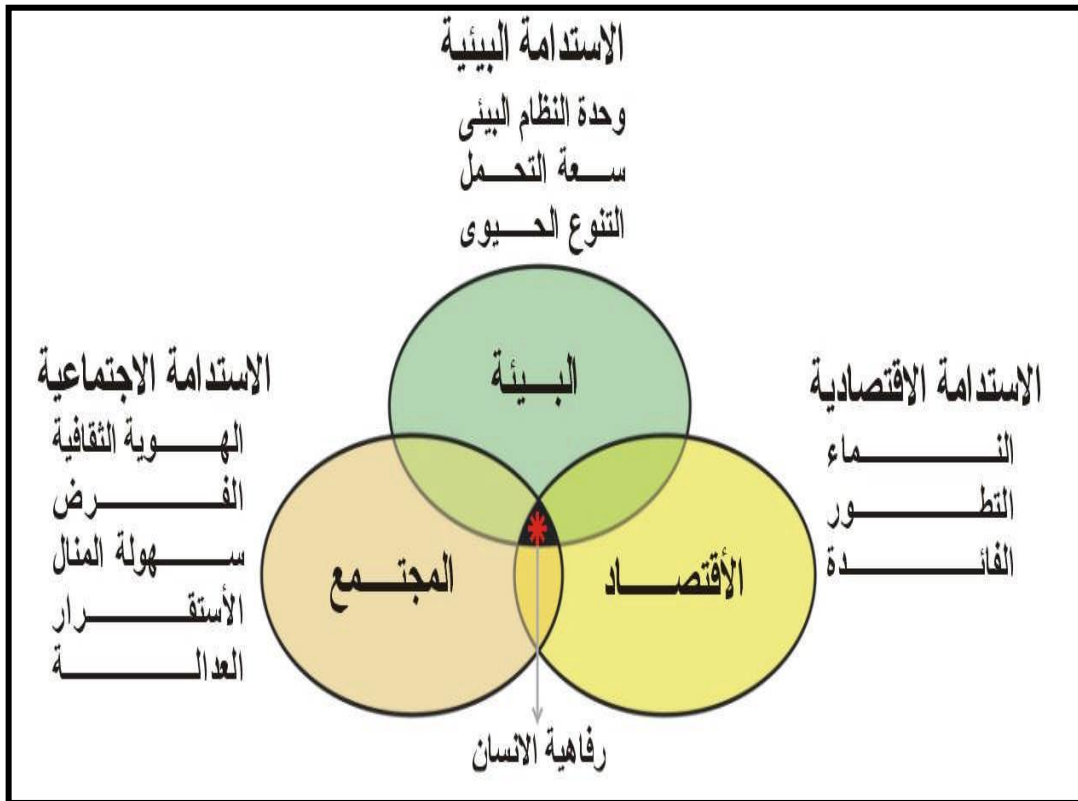 الاستدامة البيئية
وحدة النظام البيئى
سعة التحمل
التنوع الحيوى
البيئة
الاستدامة الاقتصادية
النماء
التطور
الفائدة
الاستدامة الاجتماعية
الهوية الثقافية
الفرض
سهولة المنال
الأستقرار
العدالة
الأقتصاد
المجتمع
رفاهية الانسان